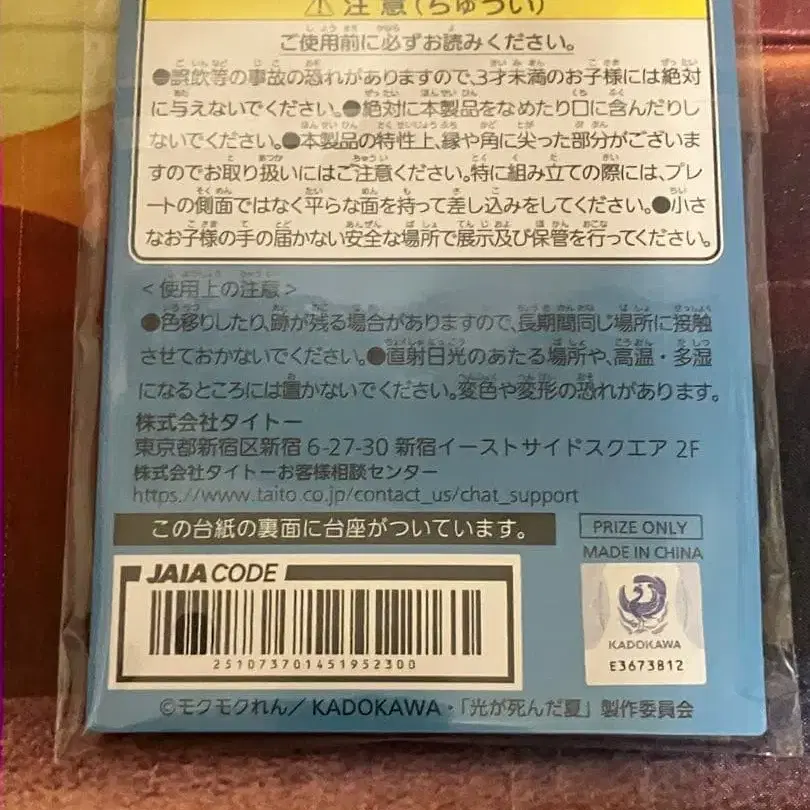 ⚠注意(ちゅうい)
ご使用前に必ずお読みください。
●誤飲等の事故の恐れがありますので、3才未満のお子様には絶対
に与えないでください。●絶対に本製品をなめたり口に含んだりし
ないでください。●本製品の特性上、縁や角に尖った部分がございま
すのでお取り扱いにはご注意ください。特に組み立ての際には、プレ
ートの側面ではなく平らな面を持って差し込みをしてください。●小さ
なお子様の手の届かない安全な場所で展示及び保管を行ってください。
<使用上の注意>
●色移りしたり、跡が残る場合がありますので、長期間同じ場所に接触
させておかないでください。●直射日光のあたる場所や、高温・多湿
になるところには置かないでください。変色や変形の恐れがあります。
株式会社タイトー
東京都新宿区新宿 6-27-30 新宿イーストサイドスクエア 2F
株式会社タイトーお客様相談センター
https://www.taito.co.jp/contact_us/chat_support
この台紙の裏面に台座がついています。
PRIZE ONLY
MADE IN CHINA
JAIA CODE
251073701451952300
KADOKAWA
E3673812
©モクモクれん/KADOKAWA・「光が死んだ夏」製作委員会